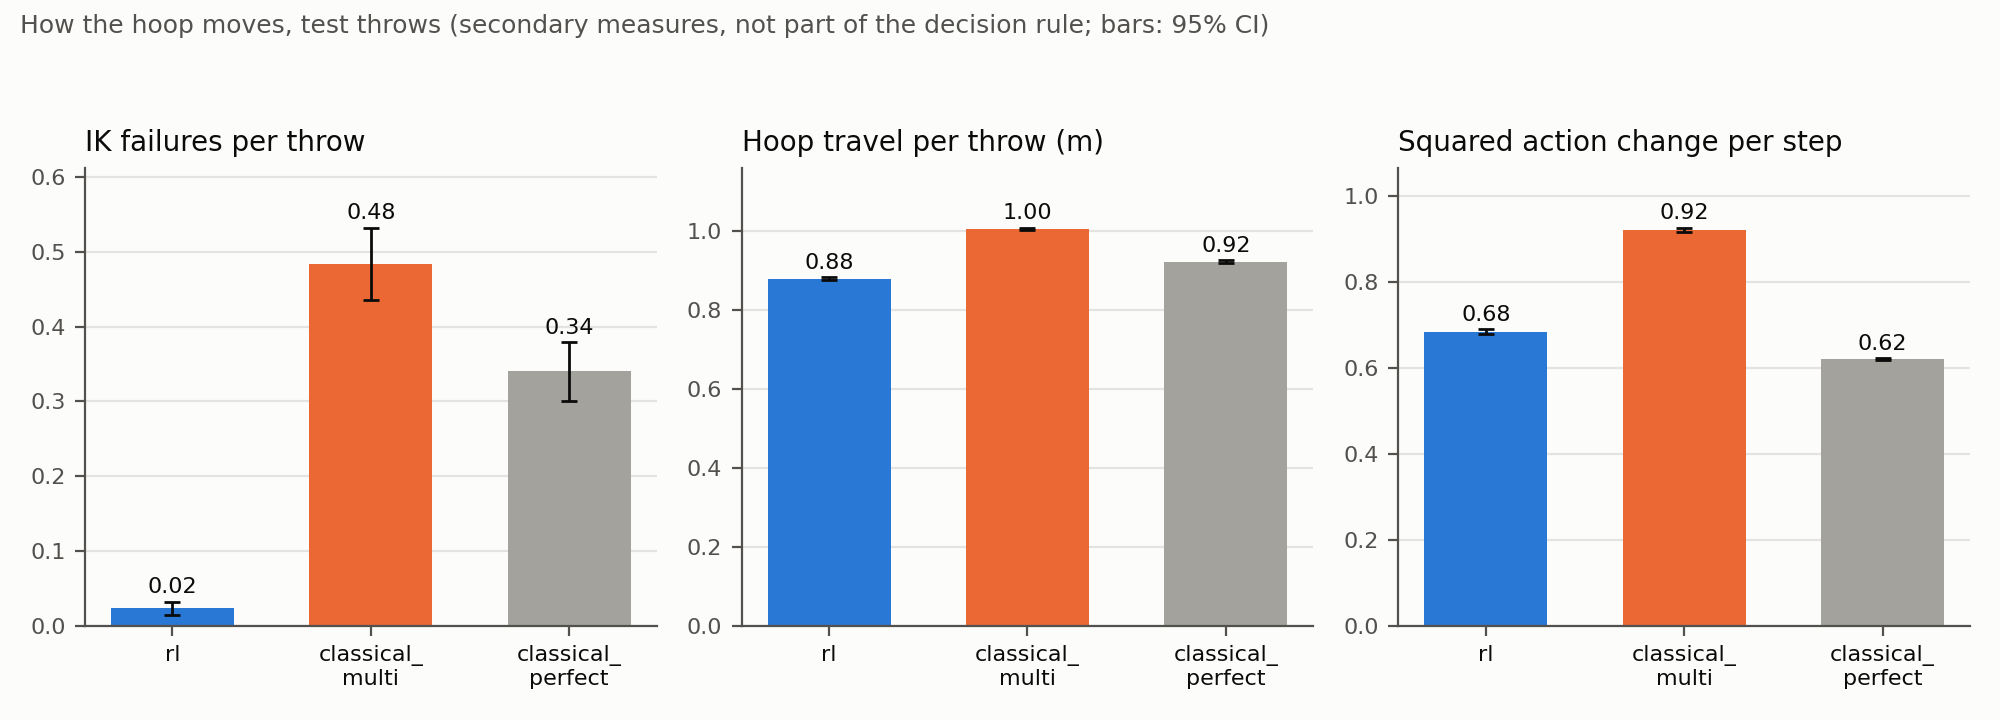 How the hoop moves, test throws (secondary measures, not part of the decision rule; bars: 95% CI)
IK failures per throw
0.6
0.5
0.4
0.3
0.2
0.1
0.0
0.02
0.48
0.34
rl
classical_
multi
classical_
perfect
Hoop travel per throw (m)
1.0
0.8
0.6
0.4
0.2
0.0
0.88
1.00
0.92
rl
classical_
multi
classical_
perfect
Squared action change per step
1.0
0.8
0.6
0.4
0.2
0.0
0.68
0.92
0.62
rl
classical_
multi
classical_
perfect